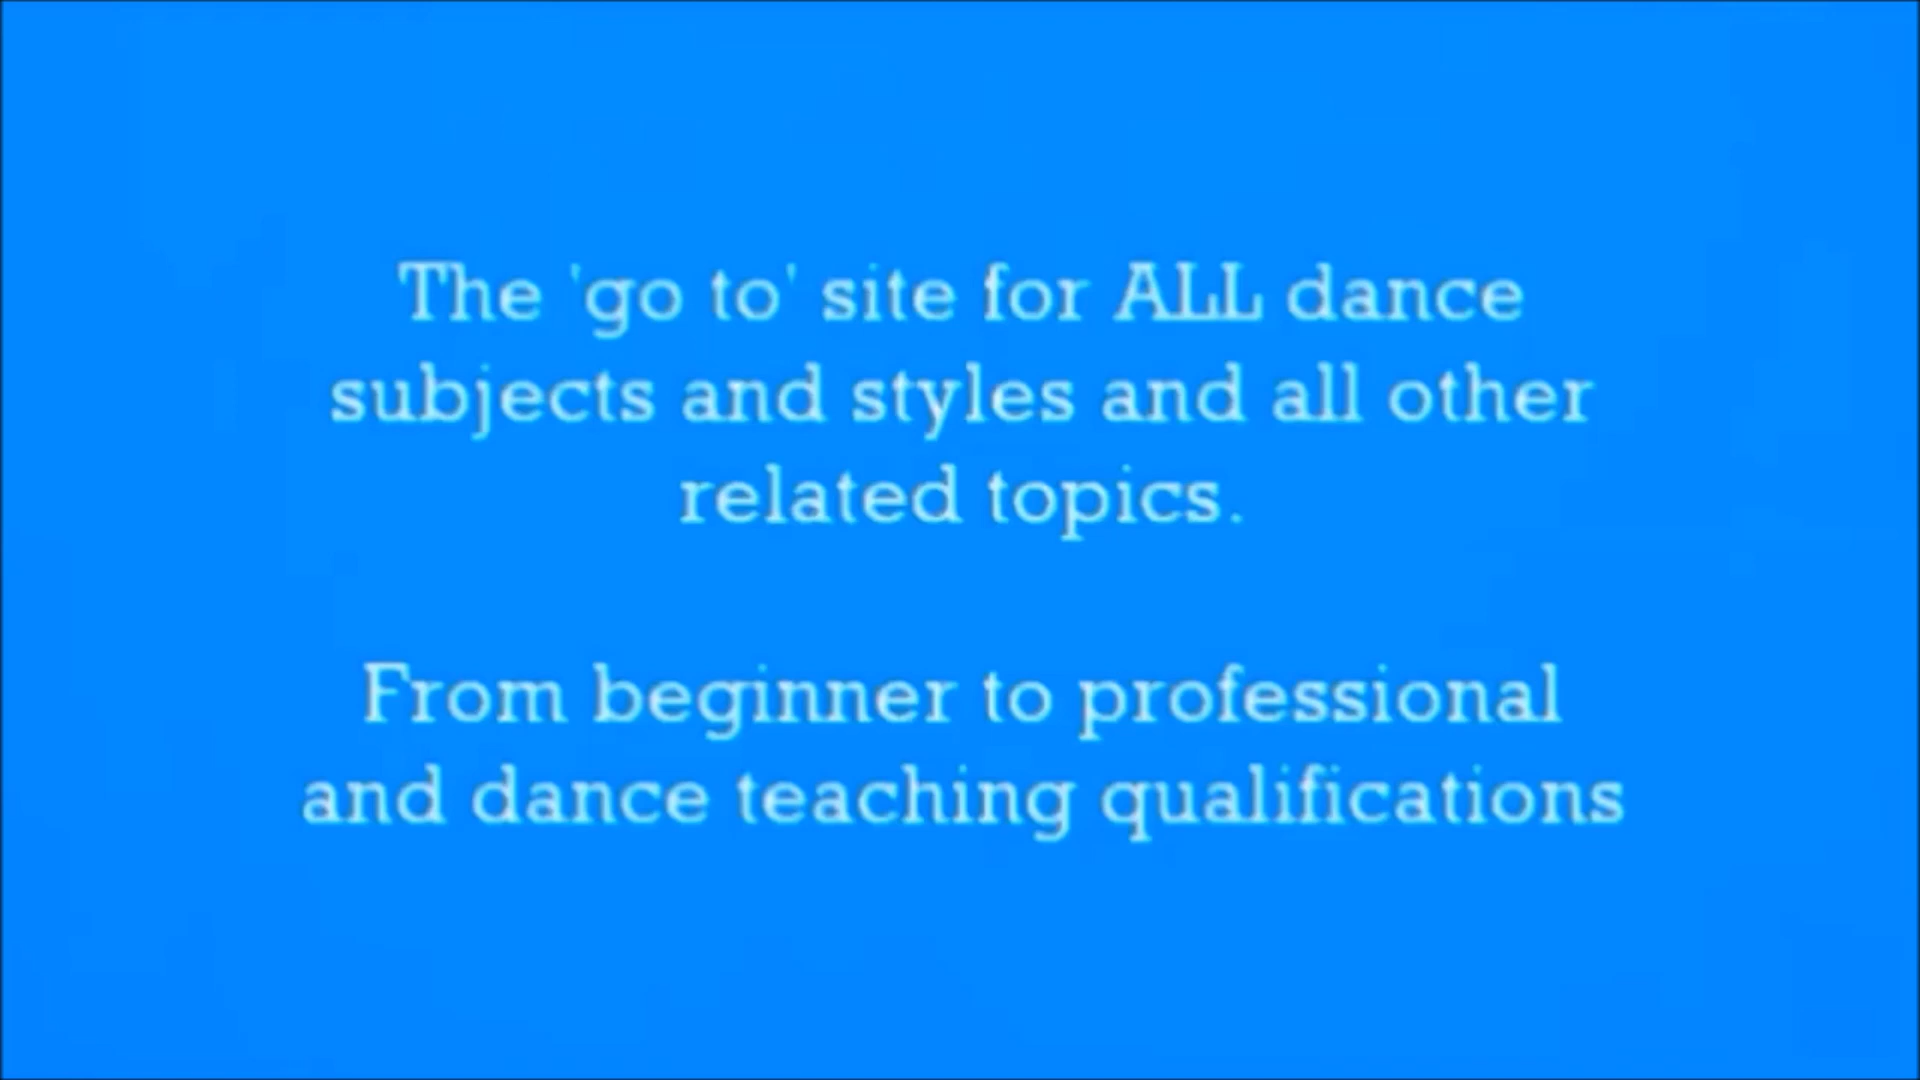 The 'go to' site for ALL dance
subjects and styles and all other
related topics.
From beginner to professional
and dance teaching qualifications